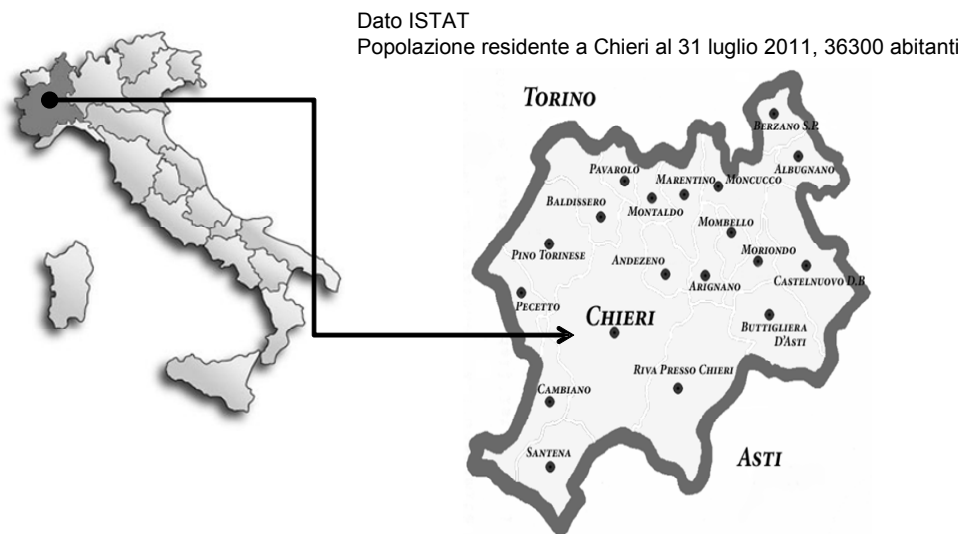 Dato ISTAT
Popolazione residente a Chieri al 31 luglio 2011, 36300 abitanti
TORINO
BERZANO S.P.
ALBUGNANO
PAVAROLO
MARENTINO
MONCUCCO
BALDISSERO
MONTALDO
MOMBELLO
PINO TORINESE
ANDEZENO
MORIONDO
ARIGNANO
CASTELNUOVO D.B
PECETTO
CHIERI
BUTTIGLIERA
D'ASTI
RIVA PRESSO CHIERI
CAMBIANO
SANTENA
ASTI